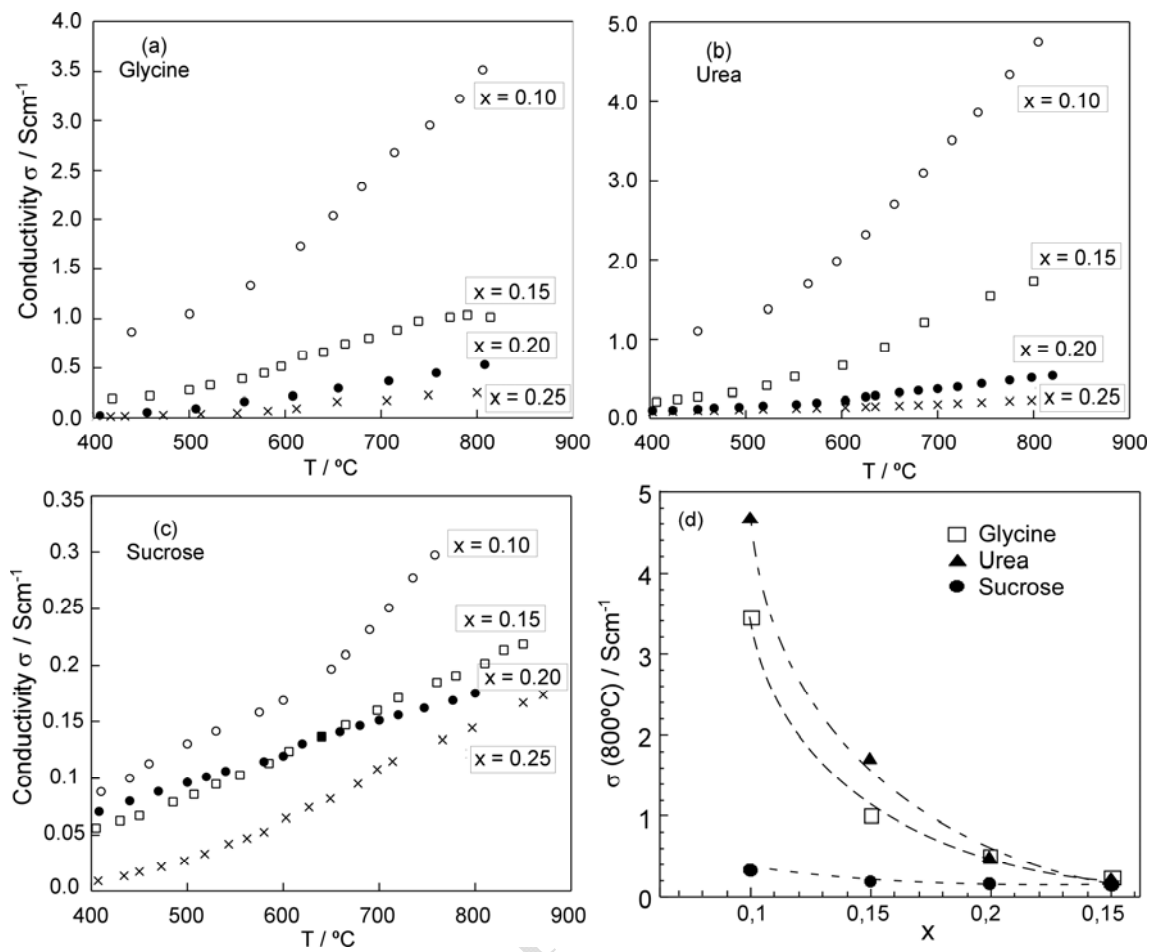 (a)
Glycine
Conductivity σ / Scm⁻¹
4.0
3.5
3.0
2.5
2.0
1.5
1.0
0.5
0.0
x = 0.10
x = 0.15
x = 0.20
x = 0.25
400 500 600 700 800 900
T / ºC
(b)
Urea
5.0
4.0
3.0
2.0
1.0
0.0
x = 0.10
x = 0.15
x = 0.20
x = 0.25
400 500 600 700 800 900
T / ºC
(c)
Sucrose
Conductivity σ / Scm⁻¹
0.35
0.3
0.25
0.2
0.15
0.1
0.05
0.0
x = 0.10
x = 0.15
x = 0.20
x = 0.25
400 500 600 700 800 900
T / ºC
(d)
Glycine
Urea
Sucrose
σ (800ºC) / Scm⁻¹
5
4
3
2
1
0
0,1 0,15 0,2 0,15
X